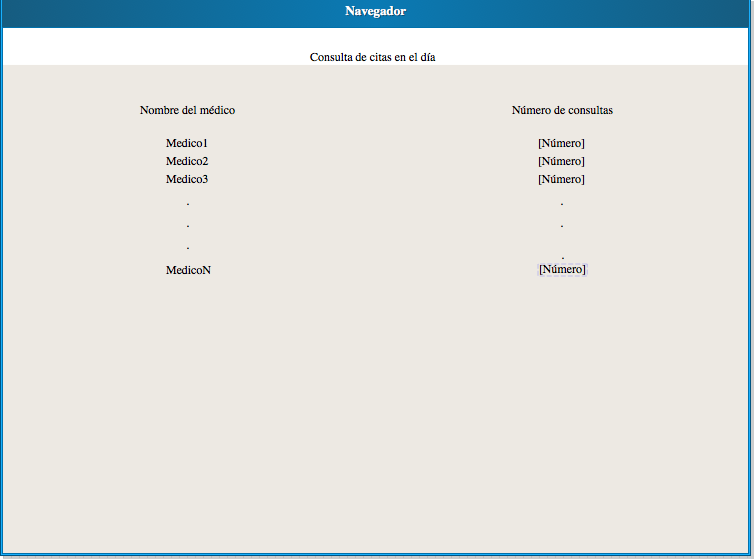 Navegador
Consulta de citas en el día
Nombre del médico Número de consultas
Medico1 [Número]
Medico2 [Número]
Medico3 [Número]
. .
. .
. .
MedicoN [Número]